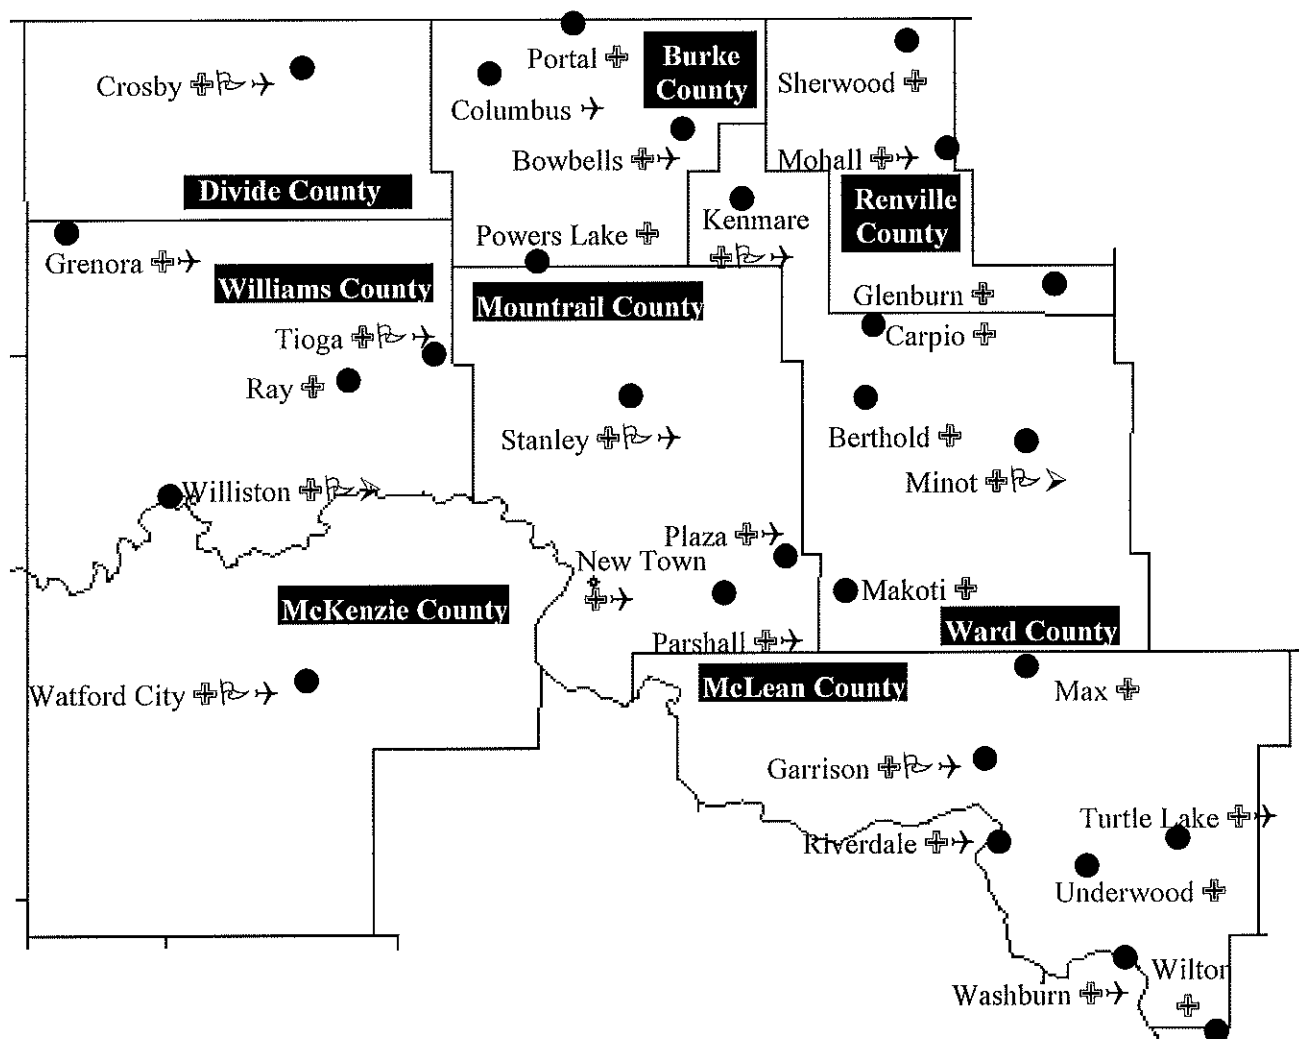 Portal
Burke
County
Sherwood
Crosby
Columbus
Bowbells
Mohall
Divide County
Renville
County
Kenmare
Powers Lake
Grenora
Williams County
Mountrail County
Glenburn
Tioga
Carpio
Ray
Stanley
Berthold
Minot
Williston
Plaza
New Town
McKenzie County
Makoti
Ward County
Parshall
McLean County
Watford City
Max
Garrison
Turtle Lake
Riverdale
Underwood
Wilton
Washburn